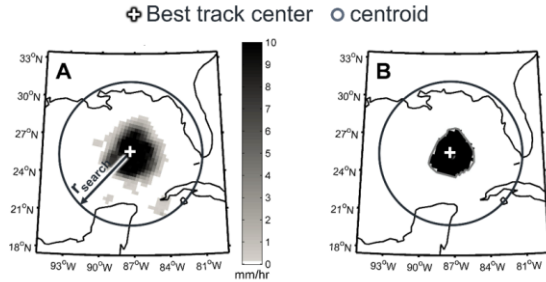 Best track center centroid
A
33°N
30°N
27°N
24°N
21°N
18°N
93°W 90°W 87°W 84°W 81°W
r search
10
9
8
7
6
5
4
3
2
1
0
mm/hr
B
33°N
30°N
27°N
24°N
21°N
18°N
93°W 90°W 87°W 84°W 81°W